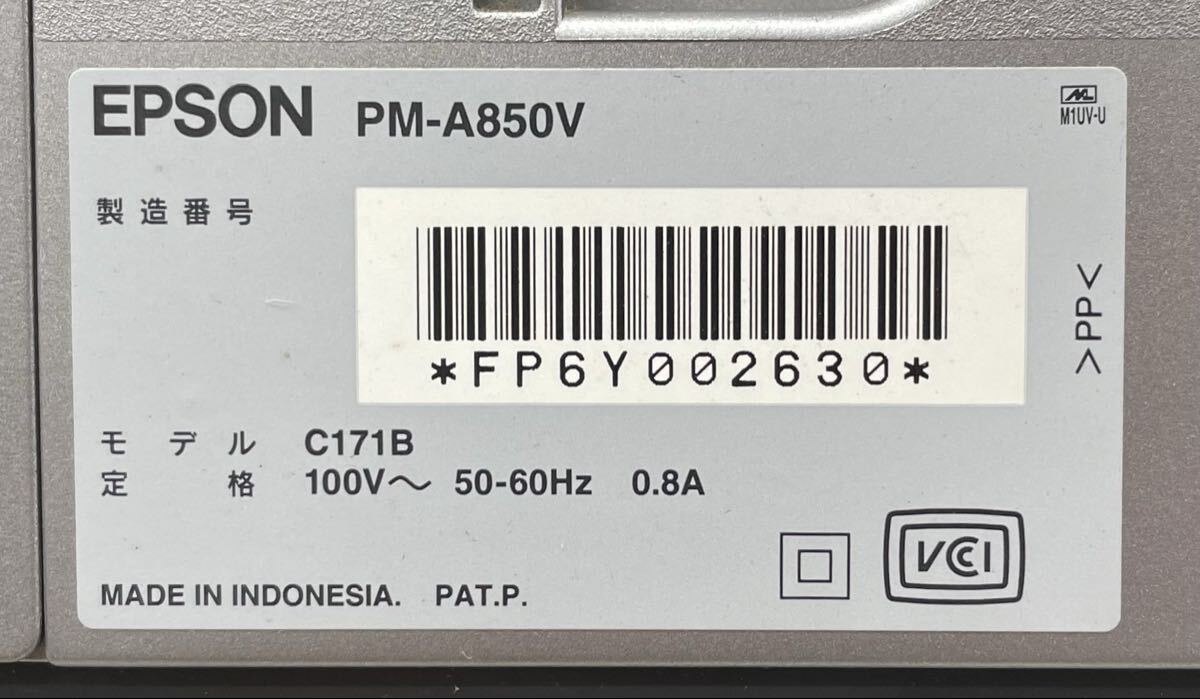 EPSON PM-A850V
M1UV-U
製造番号
*FP6Y002630*
>PP<
モデル C171B
定格 100V～ 50-60Hz 0.8A
VCCI
MADE IN INDONESIA. PAT.P.